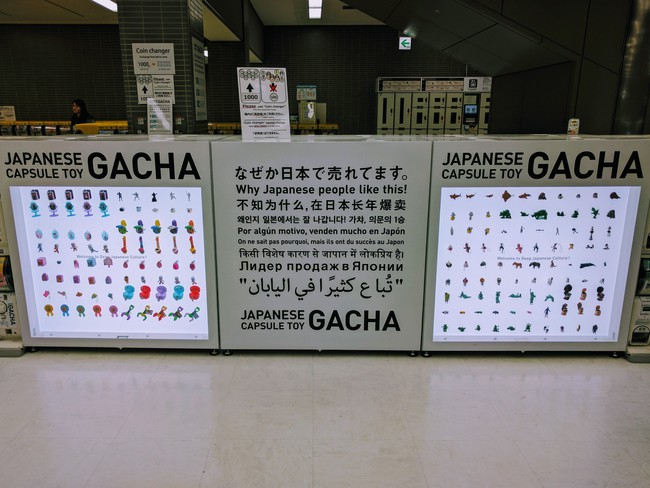 Coin changer
1000
GACHA
1000
Please
JAPANESE
CAPSULE TOY GACHA
Welcome to Deep Japanese Culture!
なぜか日本で売れてます。
Why Japanese people like this!
不知为什么,在日本长年爆卖
왜인지 일본에서는 잘 나갑니다! 가챠, 의문의 1승
Por algún motivo, venden mucho en Japón
On ne sait pas pourquoi, mais ils ont du succès au Japon
किसी विशेष कारण से जापान में लोकप्रिय हैं।
Лидер продаж в Японии
"تُباع كثيرًا في اليابان"
JAPANESE
CAPSULE TOY GACHA
JAPANESE
CAPSULE TOY GACHA
Welcome to Deep Japanese Culture!